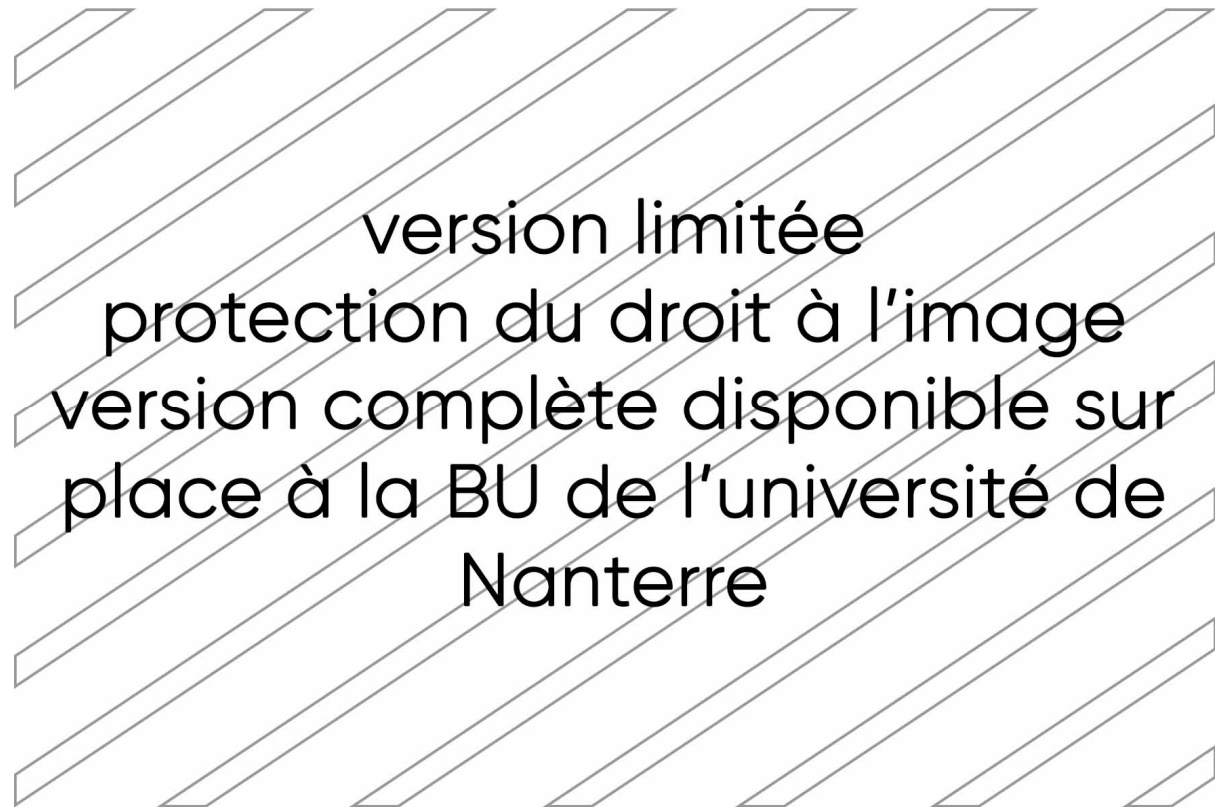 version limitée
protection du droit à l'image
version complète disponible sur
place à la BU de l'université de
Nanterre